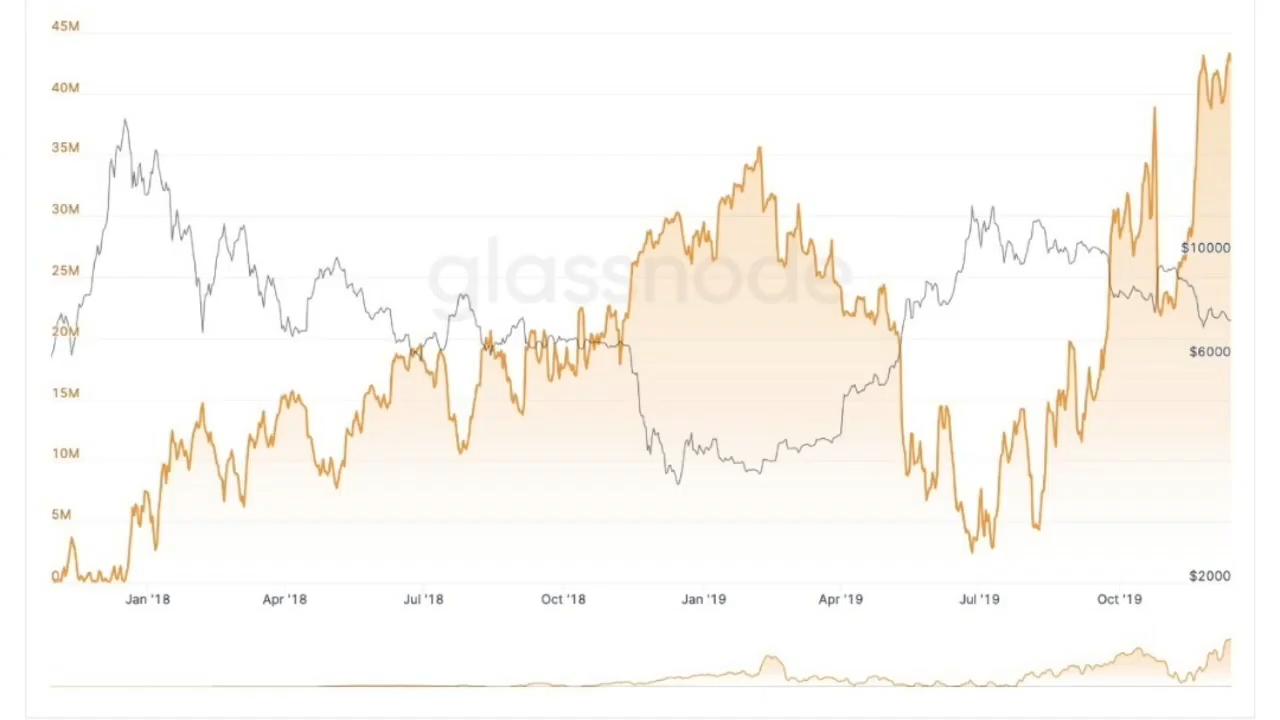 45M
40M
35M
30M
25M
20M
15M
10M
5M
0
glassnode
$10000
$6000
$2000
Jan '18 Apr '18 Jul '18 Oct '18 Jan '19 Apr '19 Jul '19 Oct '19